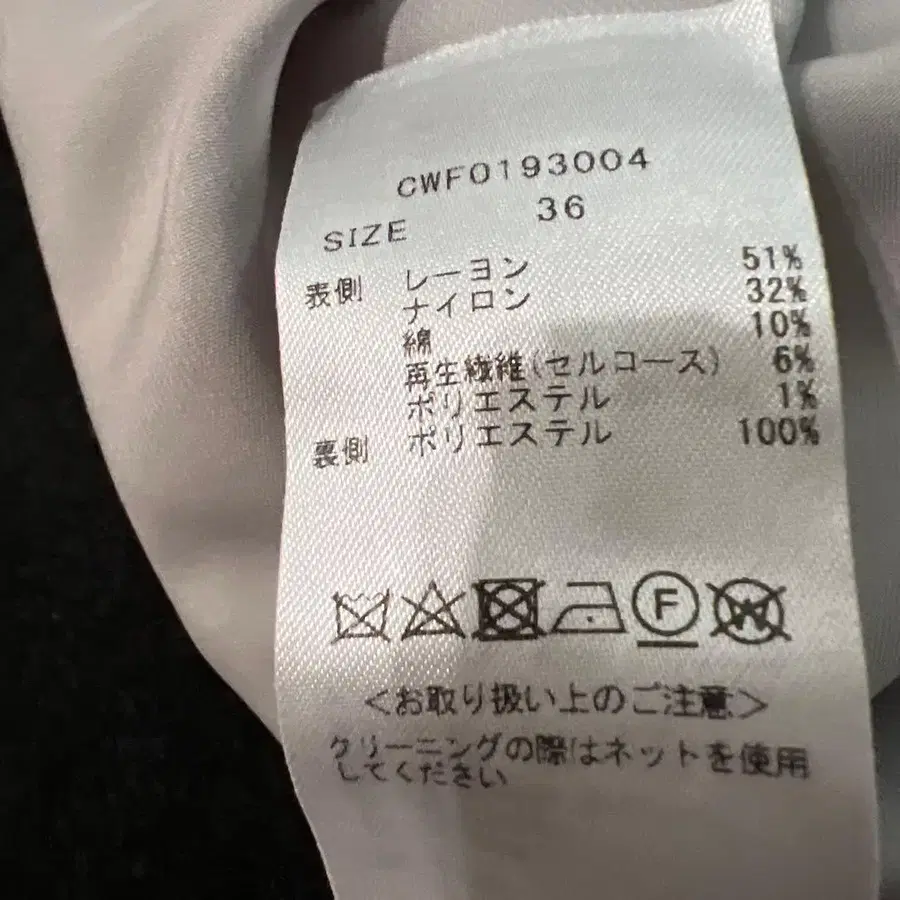 CWF0193004
SIZE 36
表側 レーヨン 51%
ナイロン 32%
綿 10%
再生繊維(セルロース) 6%
ポリエステル 1%
裏側 ポリエステル 100%
F W
<お取り扱い上のご注意>
クリーニングの際はネットを使用
してください